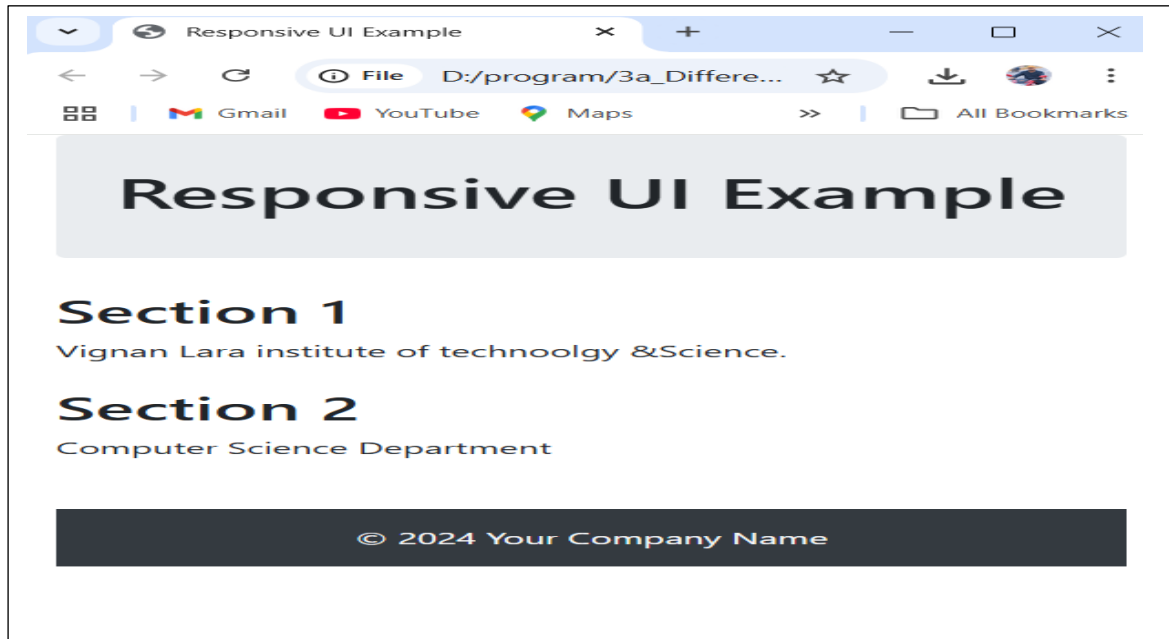 Responsive UI Example
File D:/program/3a_Differe...
Gmail YouTube Maps All Bookmarks
Responsive UI Example
Section 1
Vignan Lara institute of technoolgy &Science.
Section 2
Computer Science Department
© 2024 Your Company Name